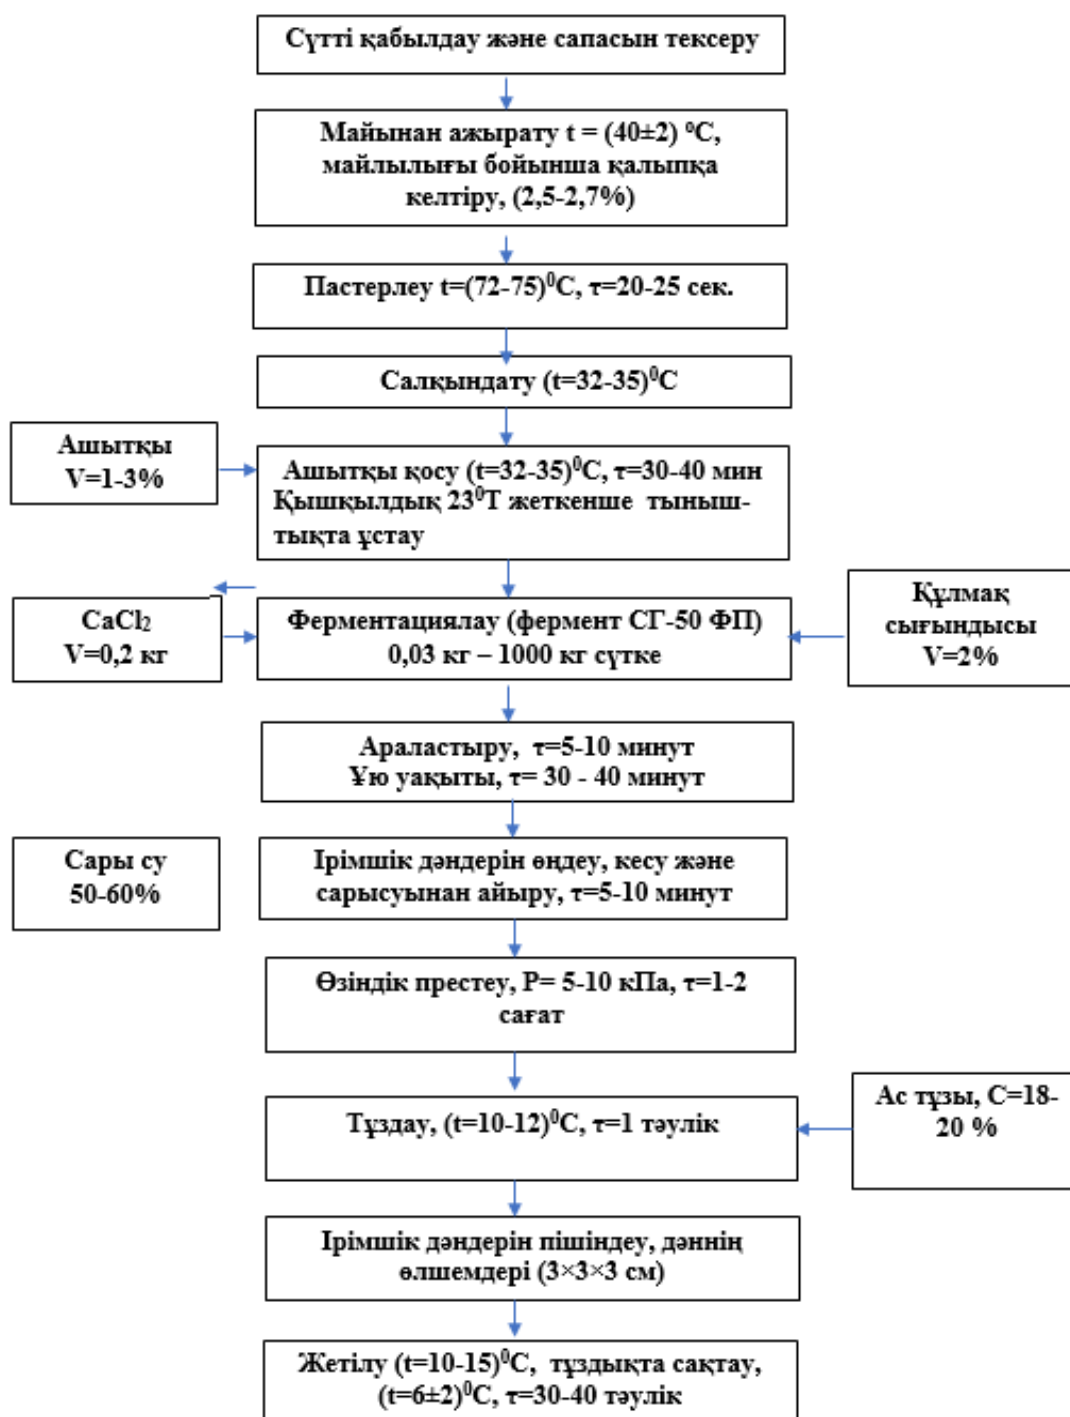 Сүтті қабылдау және сапасын тексеру
Майынан ажырату t = (40±2) ⁰С,
майлылығы бойынша қалыпқа
келтіру, (2,5-2,7%)
Пастерлеу t=(72-75)⁰С, τ=20-25 сек.
Салқындату (t=32-35)⁰С
Ашытқы
V=1-3%
Ашытқы қосу (t=32-35)⁰С, τ=30-40 мин
Қышқылдық 23⁰Т жеткенше тыныш-
тықта ұстау
CaCl₂
V=0,2 кг
Ферментациялау (фермент СГ-50 ФП)
0,03 кг – 1000 кг сүтке
Құлмақ
сығындысы
V=2%
Араластыру, τ=5-10 минут
Ұю уақыты, τ= 30 - 40 минут
Сары су
50-60%
Ірімшік дәндерін өңдеу, кесу және
сарысуынан айыру, τ=5-10 минут
Өзіндік престеу, Р= 5-10 кПа, τ=1-2
сағат
Ас тұзы, С=18-
20 %
Тұздау, (t=10-12)⁰С, τ=1 тәулік
Ірімшік дәндерін пішіндеу, дәннің
өлшемдері (3×3×3 см)
Жетілу (t=10-15)⁰С, тұздықта сақтау,
(t=6±2)⁰С, τ=30-40 тәулік